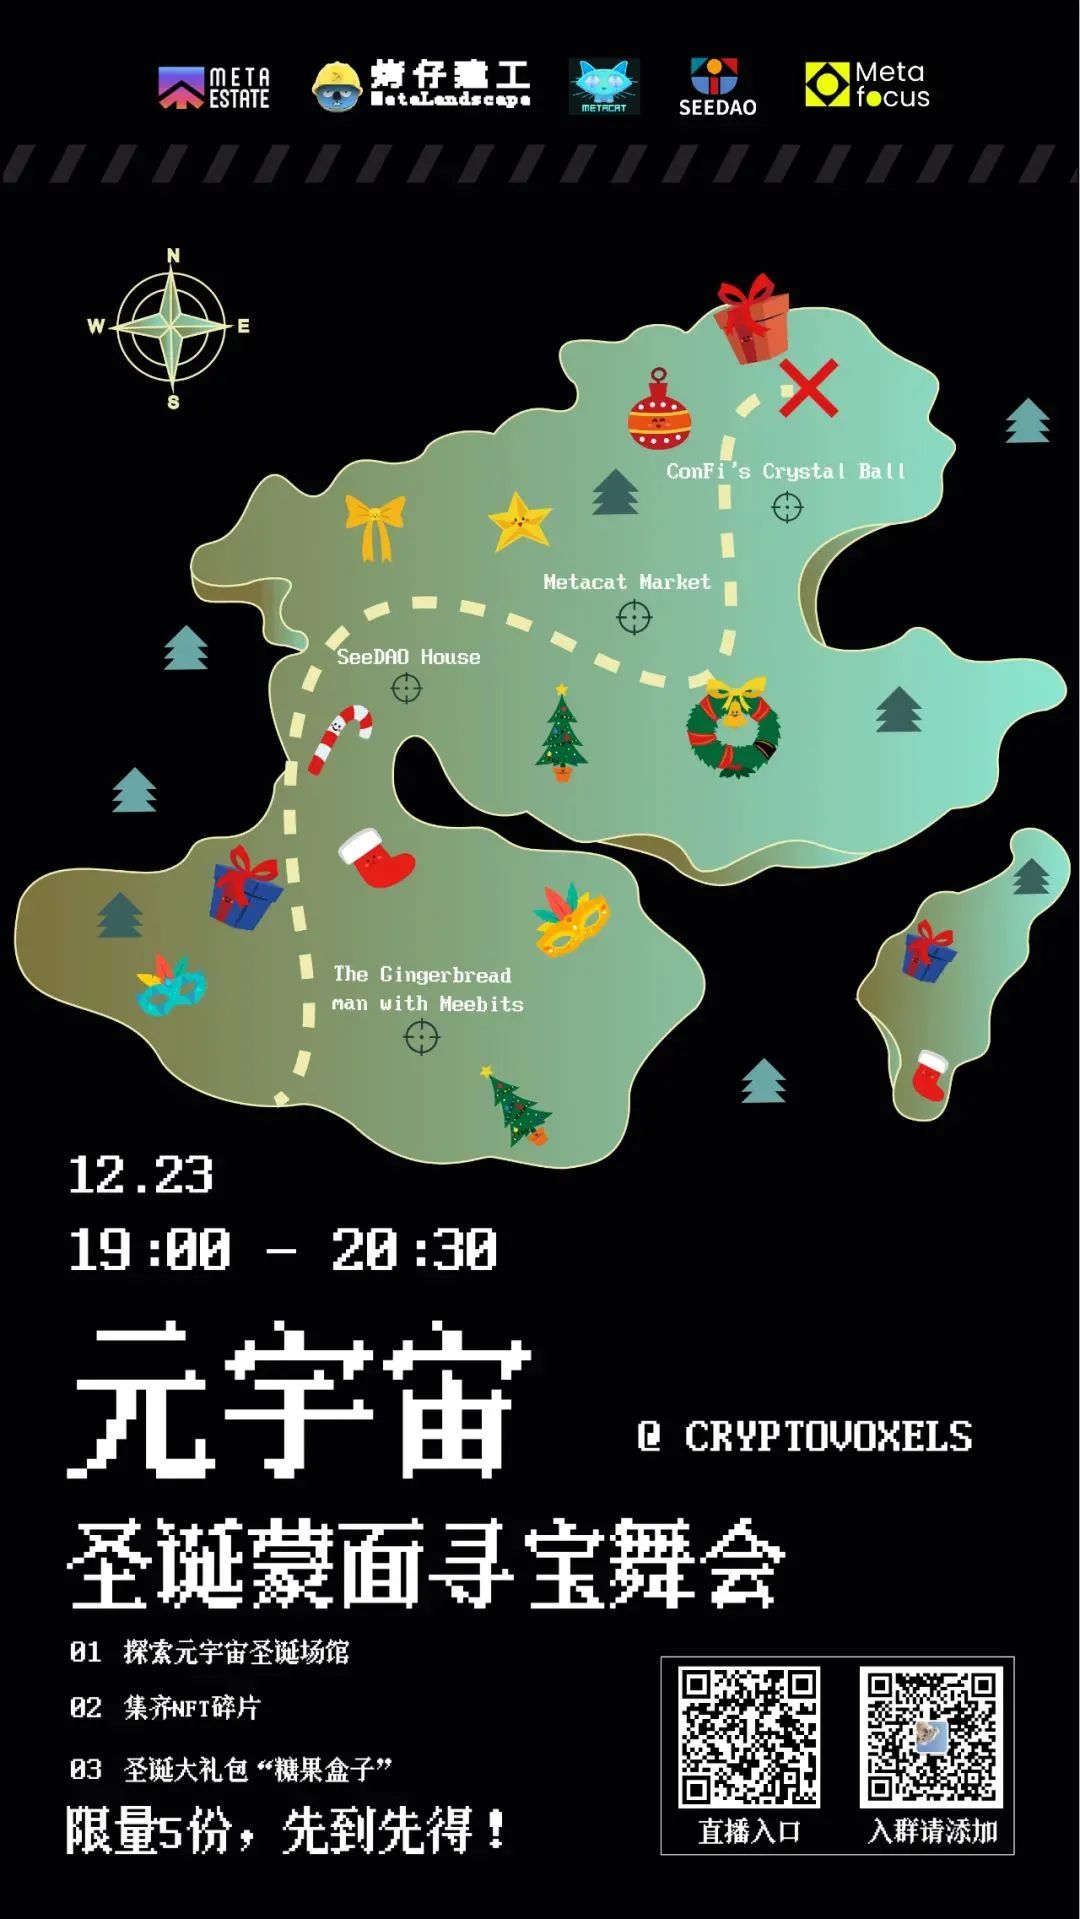 META
ESTATE
烤仔建工
MetaLandscape
METACAT
SEEDAO
Meta
focus
N
W
E
S
ConFi's Crystal Ball
Metacat Market
SeeDAO House
The Gingerbread
man with Meebits
12.23
19:00 - 20:30
元宇宙
@ CRYPTOVOXELS
圣诞蒙面寻宝舞会
01 探索元宇宙圣诞场馆
02 集齐NFT碎片
03 圣诞大礼包“糖果盒子”
限量5份，先到先得！
直播入口
入群请添加